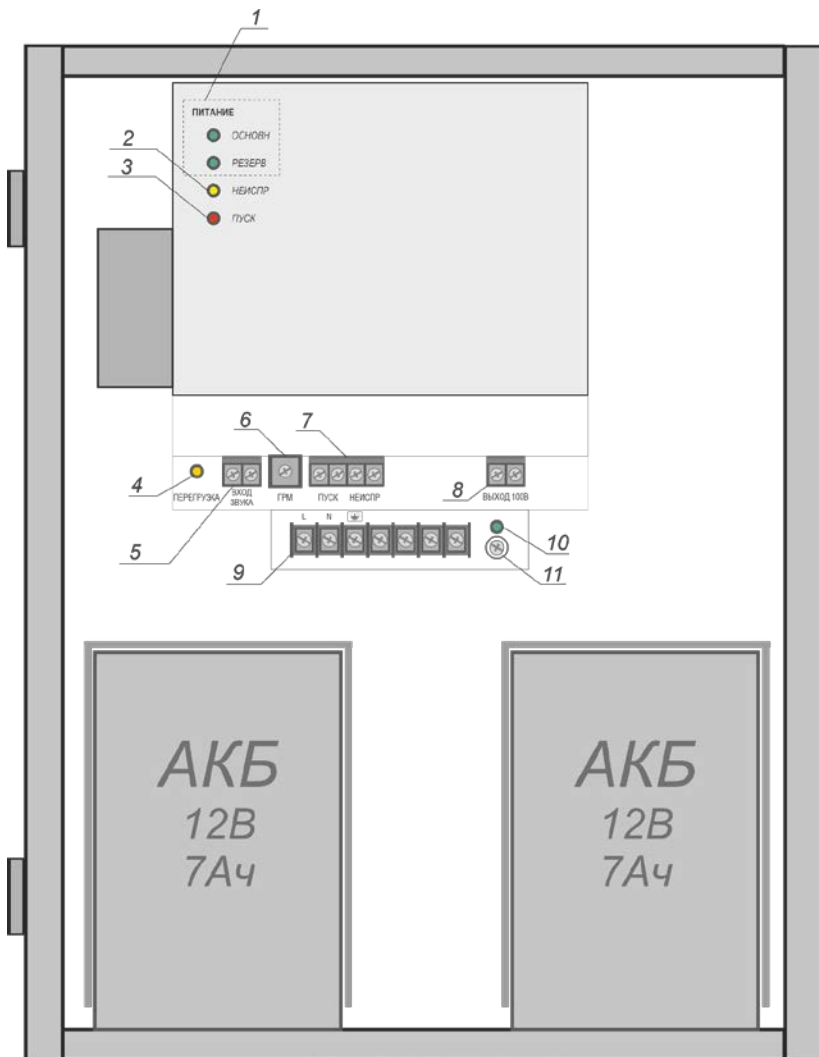 1
ПИТАНИЕ
ОСНОВН
2
РЕЗЕРВ
3
НЕИСПР
ПУСК
6
7
4
8
ПЕРЕГРУЗКА
ВХОД
ЗВУКА
ГРМ
ПУСК
НЕИСПР
ВЫХОД 100В
5
L
N
10
9
11
АКБ
12В
7Ач
АКБ
12В
7Ач